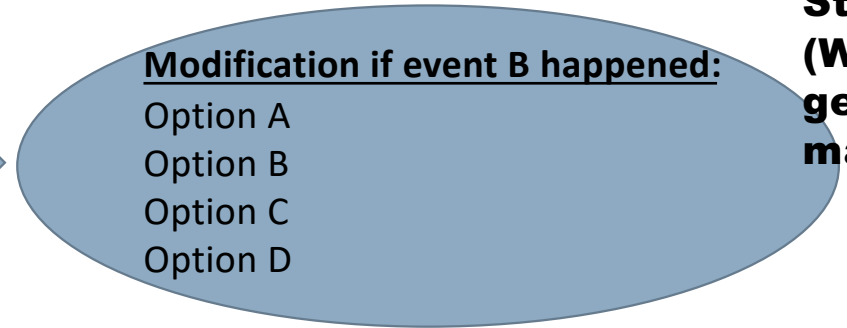 Modification if event B happened:
Option A
Option B
Option C
Option D